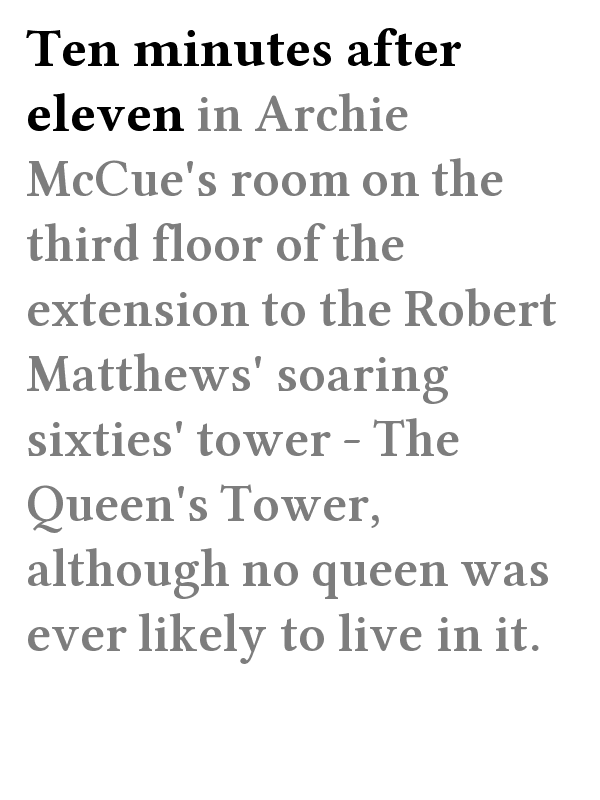 Ten minutes after
eleven in Archie
McCue's room on the
third floor of the
extension to the Robert
Matthews' soaring
sixties' tower - The
Queen's Tower,
although no queen was
ever likely to live in it.